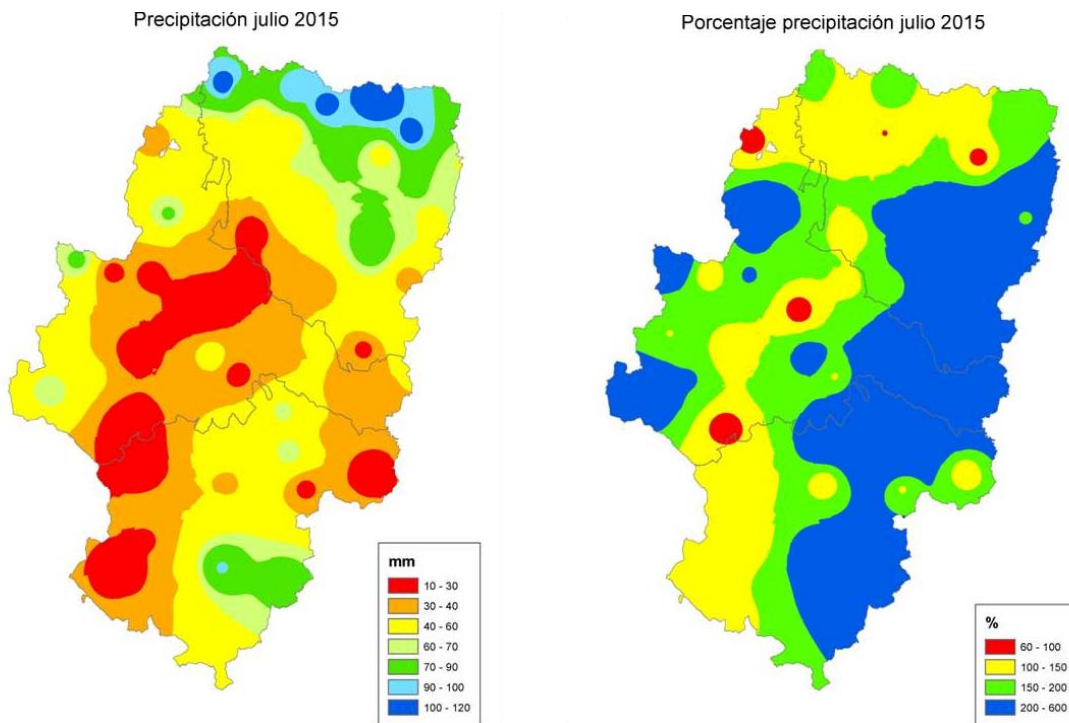 Precipitación julio 2015
mm
10 - 30
30 - 40
40 - 60
60 - 70
70 - 90
90 - 100
100 - 120
Porcentaje precipitación julio 2015
%
60 - 100
100 - 150
150 - 200
200 - 600